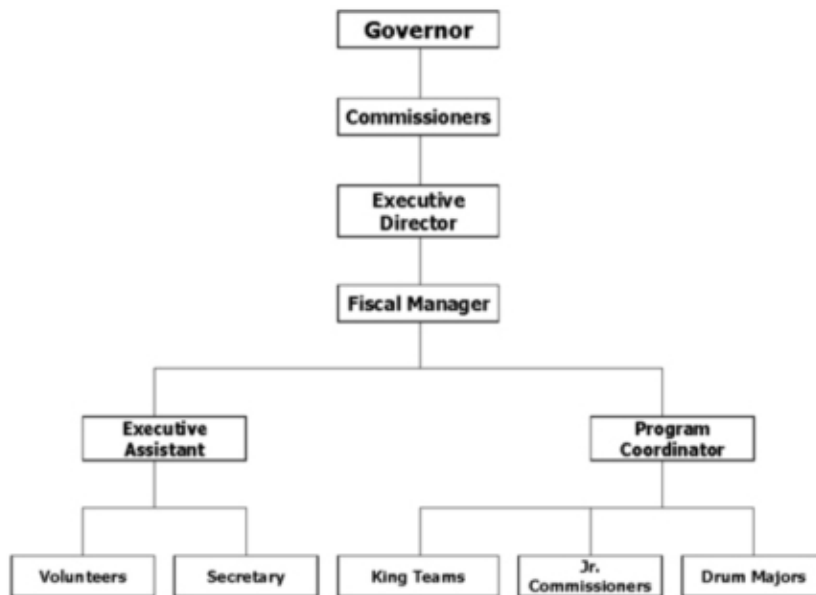 Governor
Commissioners
Executive
Director
Fiscal Manager
Executive
Assistant
Program
Coordinator
Volunteers
Secretary
King Teams
Jr.
Commissioners
Drum Majors